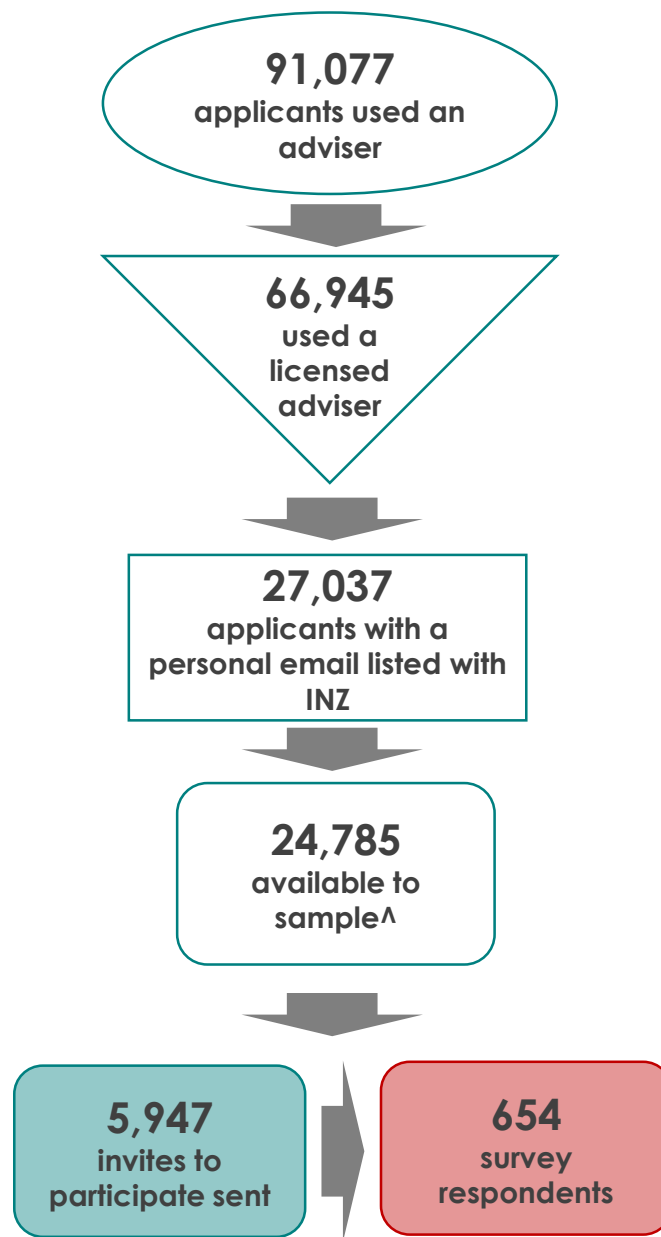 91,077
applicants used an
adviser
66,945
used a
licensed
adviser
27,037
applicants with a
personal email listed with
INZ
24,785
available to
sample^
5,947
invites to
participate sent
654
survey
respondents